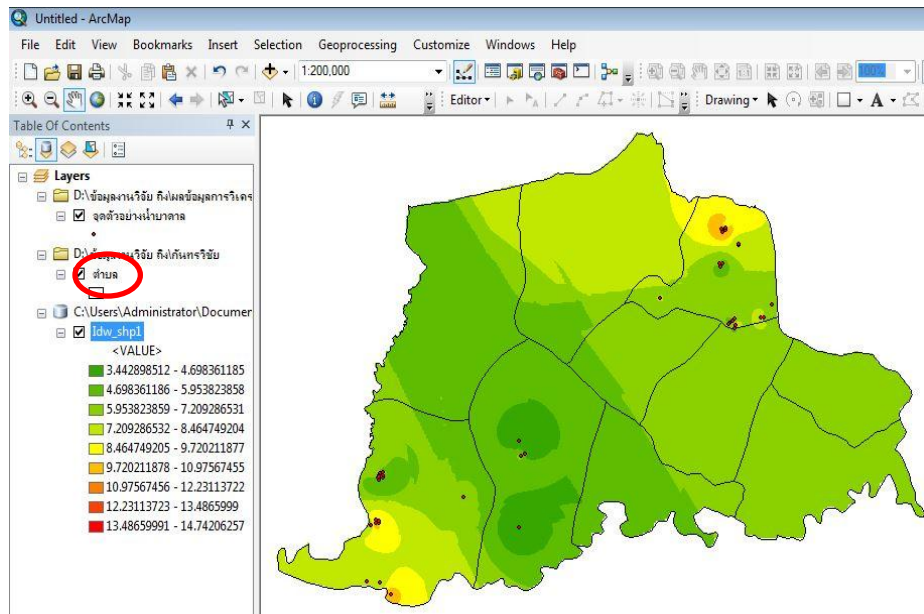 Untitled - ArcMap
File Edit View Bookmarks Insert Selection Geoprocessing Customize Windows Help
1:200,000 100%
Editor Drawing A
Table Of Contents
Layers
D:\ข้อมูลงานวิจัย กิ่ง\ผลข้อมูลการวิเคร
จุดตัวอย่างน้ำบาดาล
D:\ข้อมูลงานวิจัย กิ่ง\กันทรวิชัย
ตำบล
C:\Users\Administrator\Documer
Idw_shp1
<VALUE>
3.442898512 - 4.698361185
4.698361186 - 5.953823858
5.953823859 - 7.209286531
7.209286532 - 8.464749204
8.464749205 - 9.720211877
9.720211878 - 10.97567455
10.97567456 - 12.23113722
12.23113723 - 13.4865999
13.48659991 - 14.74206257